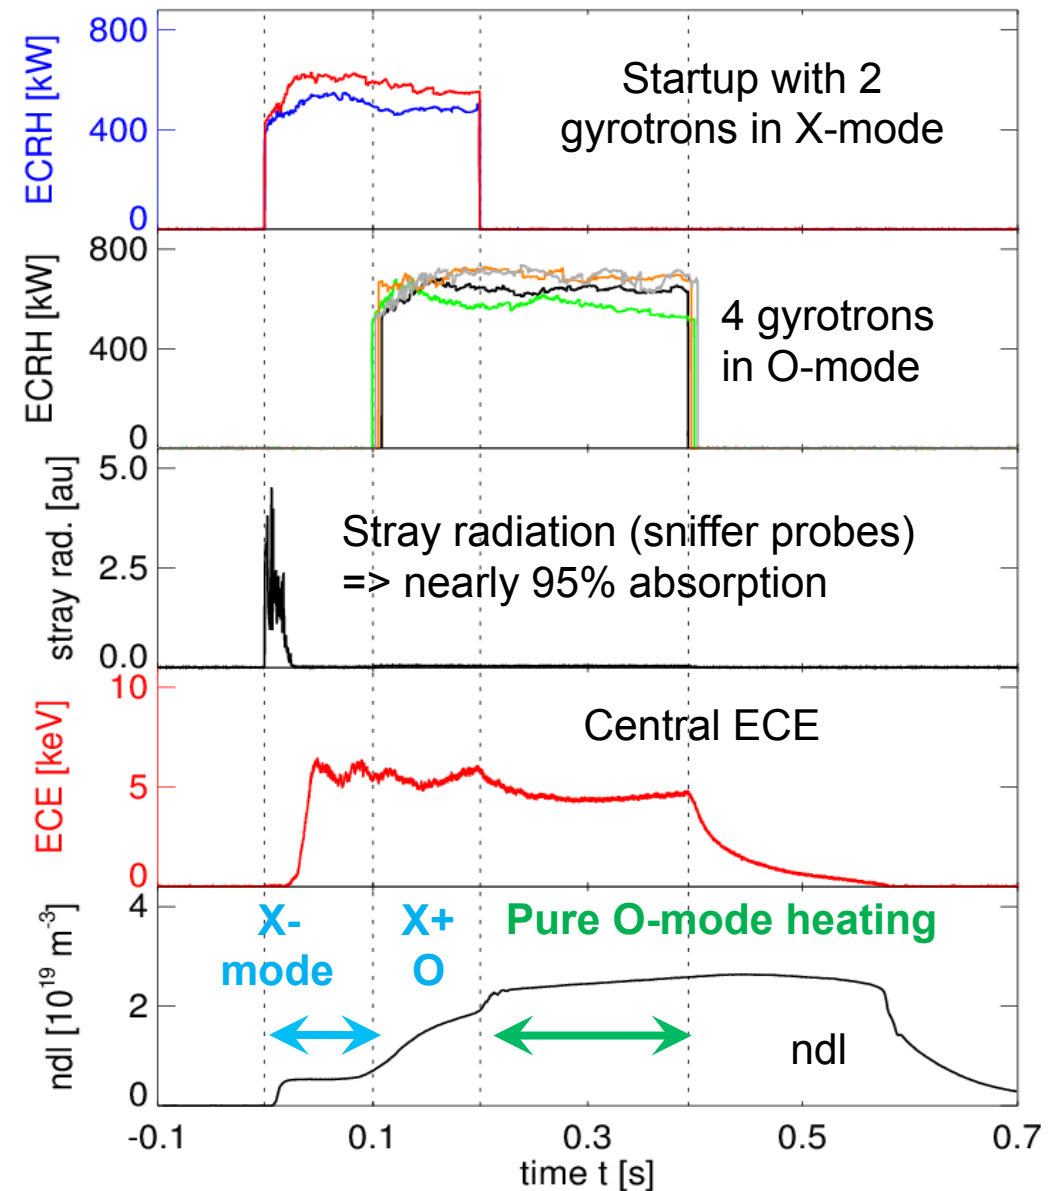 ECRH [kW]
800
400
0
Startup with 2
gyrotrons in X-mode
ECRH [kW]
800
400
0
4 gyrotrons
in O-mode
stray rad. [au]
5.0
2.5
0.0
Stray radiation (sniffer probes)
=> nearly 95% absorption
ECE [keV]
10
5
0
Central ECE
ndl [10¹⁹ m⁻³]
4
2
0
X-
mode
X+
O
Pure O-mode heating
ndl
-0.1 0.1 0.3 0.5 0.7
time t [s]